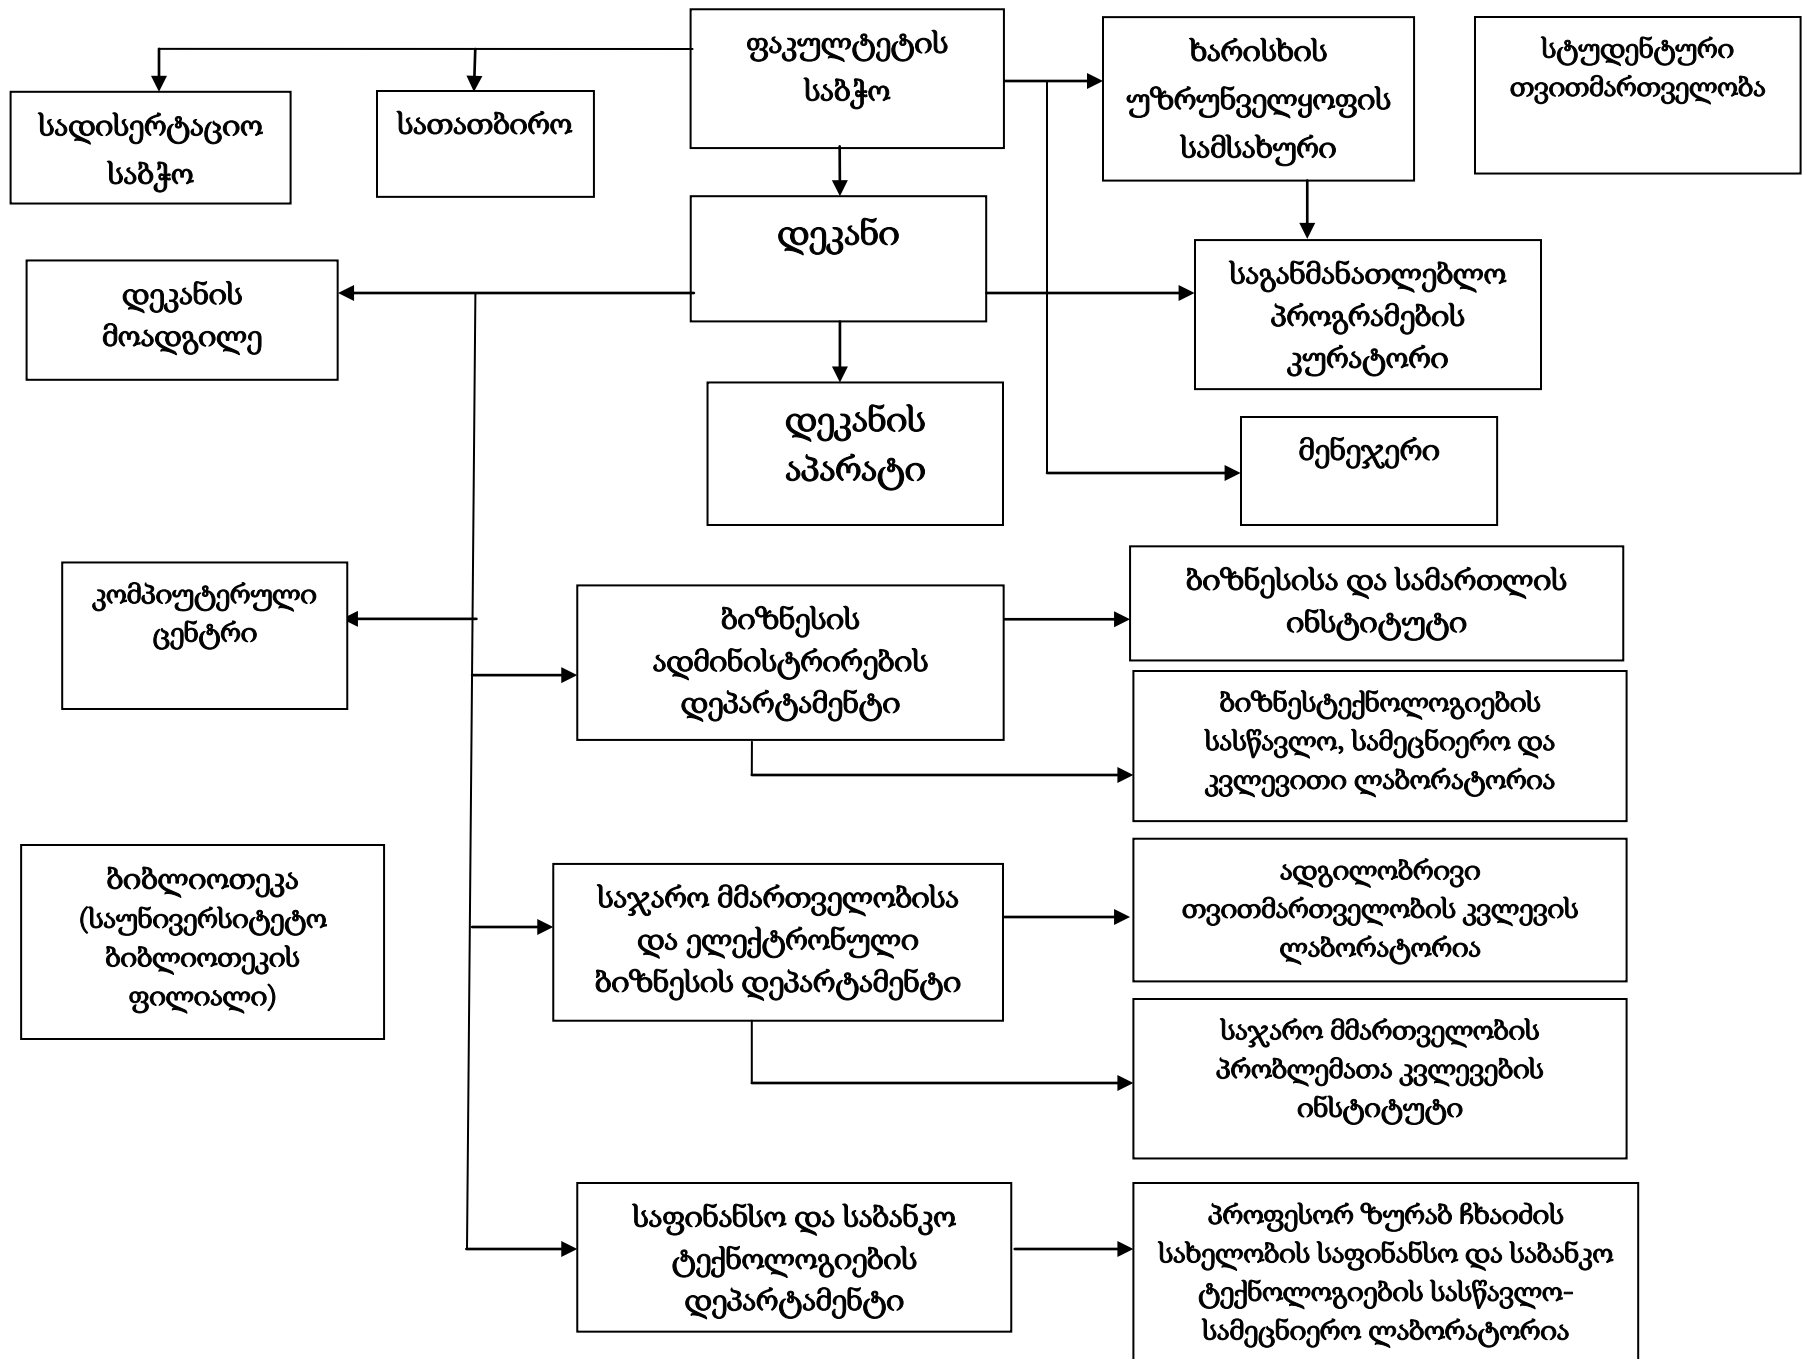 ფაკულტეტის
საბჭო
ხარისხის
უზრუნველყოფის
სამსახური
სტუდენტური
თვითმართველობა
სადისერტაციო
საბჭო
სათათბირო
დეკანი
დეკანის
მოადგილე
საგანმანათლებლო
პროგრამების
კურატორი
დეკანის
აპარატი
მენეჯერი
კომპიუტერული
ცენტრი
ბიზნესის
ადმინისტრირების
დეპარტამენტი
ბიზნესისა და სამართლის
ინსტიტუტი
ბიზნესტექნოლოგიების
სასწავლო, სამეცნიერო და
კვლევითი ლაბორატორია
ბიბლიოთეკა
(საუნივერსიტეტო
ბიბლიოთეკის
ფილიალი)
საჯარო მმართველობისა
და ელექტრონული
ბიზნესის დეპარტამენტი
ადგილობრივი
თვითმართველობის კვლევის
ლაბორატორია
საჯარო მმართველობის
პრობლემათა კვლევების
ინსტიტუტი
საფინანსო და საბანკო
ტექნოლოგიების
დეპარტამენტი
პროფესორ ზურაბ ჩხაიძის
სახელობის საფინანსო და საბანკო
ტექნოლოგიების სასწავლო-
სამეცნიერო ლაბორატორია